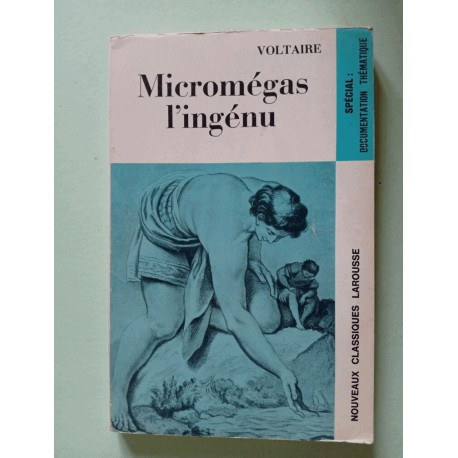 VOLTAIRE
Micromégas
l'ingénu
SPÉCIAL :
DOCUMENTATION THÉMATIQUE
NOUVEAUX CLASSIQUES LAROUSSE